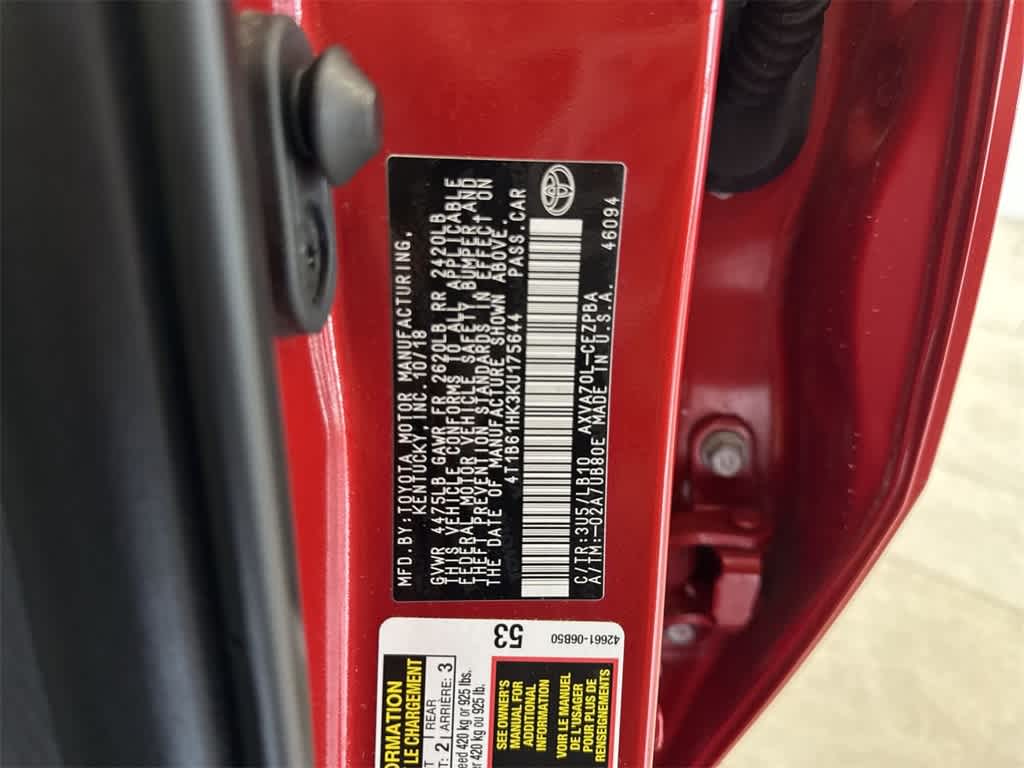 MFD.BY:TOYOTA MOTOR MANUFACTURING,
KENTUCKY,INC. 10/18
GVWR 4475LB GAWR FR 2620LB RR 2420LB
THIS VEHICLE CONFORMS TO ALL APPLICABLE
FEDERAL MOTOR VEHICLE SAFETY, BUMPER, AND
THEFT PREVENTION STANDARDS IN EFFECT ON
THE DATE OF MANUFACTURE SHOWN ABOVE.
4T1B61HK3KU175644 PASS.CAR
C/TR:3U5/LB10 AXVA70L-CEZPBA
A/TM:-02A7UB80E MADE IN U.S.A. 46094
53
42661-06B50
ORMATION
LE CHARGEMENT
REAR
2 ARRIÈRE: 3
eed 420 kg or 925 lbs.
r 420 kg ou 925 lb.
SEE OWNER'S
MANUAL FOR
ADDITIONAL
INFORMATION
VOIR LE MANUEL
DE L'USAGER
POUR PLUS DE
RENSEIGNEMENTS